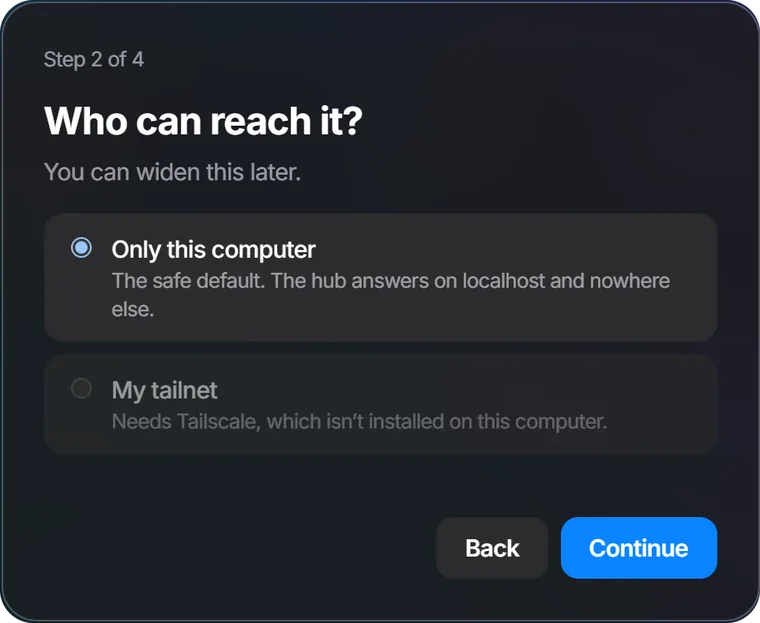 Step 2 of 4
Who can reach it?
You can widen this later.
Only this computer
The safe default. The hub answers on localhost and nowhere
else.
My tailnet
Needs Tailscale, which isn’t installed on this computer.
Back
Continue